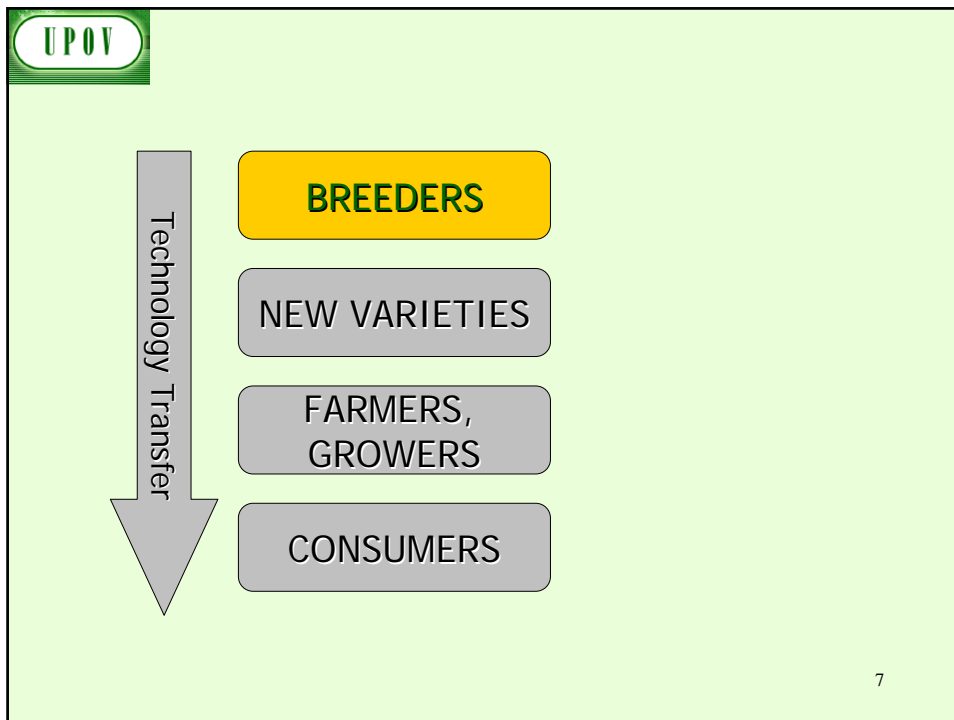 UPOV
Technology Transfer
BREEDERS
NEW VARIETIES
FARMERS,
GROWERS
CONSUMERS
7